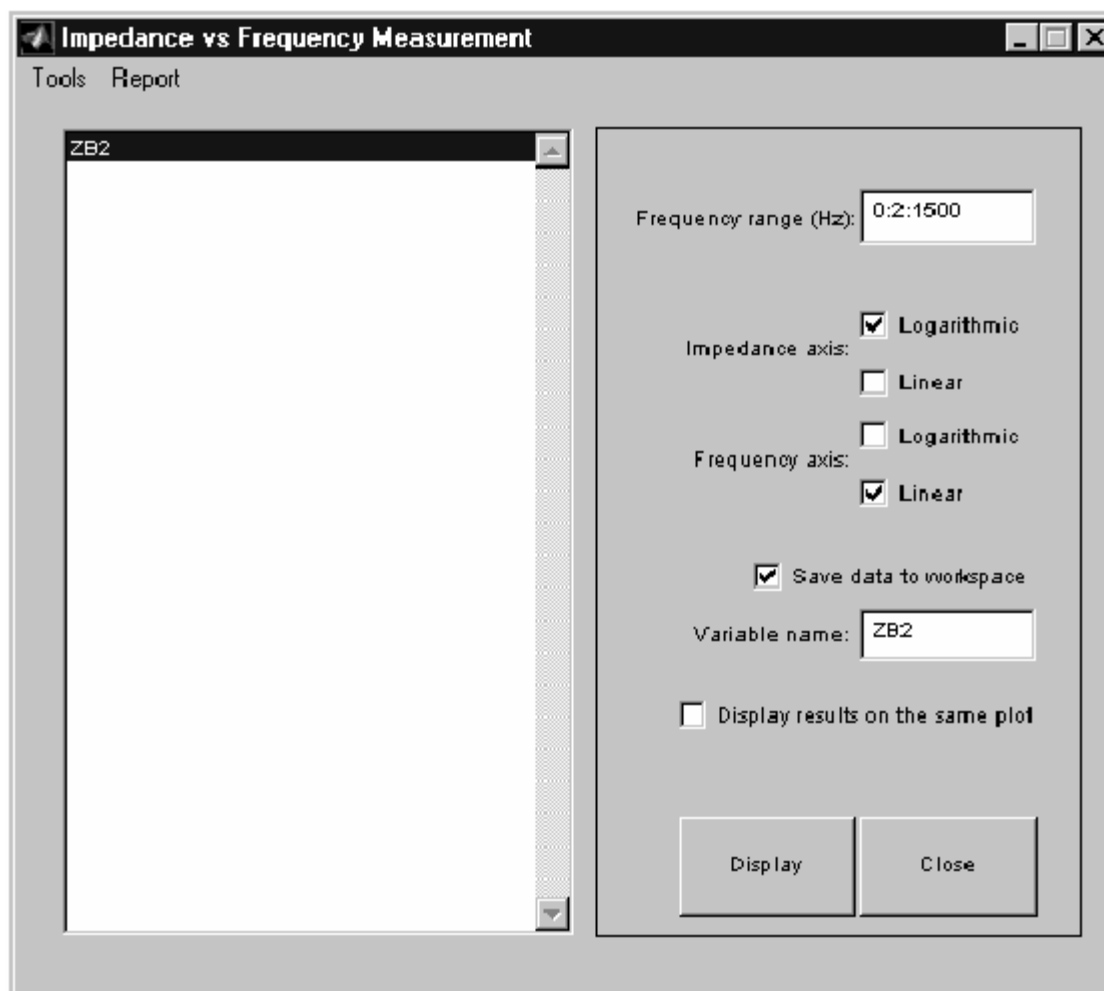 Impedance vs Frequency Measurement
Tools Report
ZB2
Frequency range (Hz): 0:2:1500
Logarithmic
Impedance axis:
Linear
Logarithmic
Frequency axis:
Linear
Save data to workspace
Variable name: ZB2
Display results on the same plot
Display Close